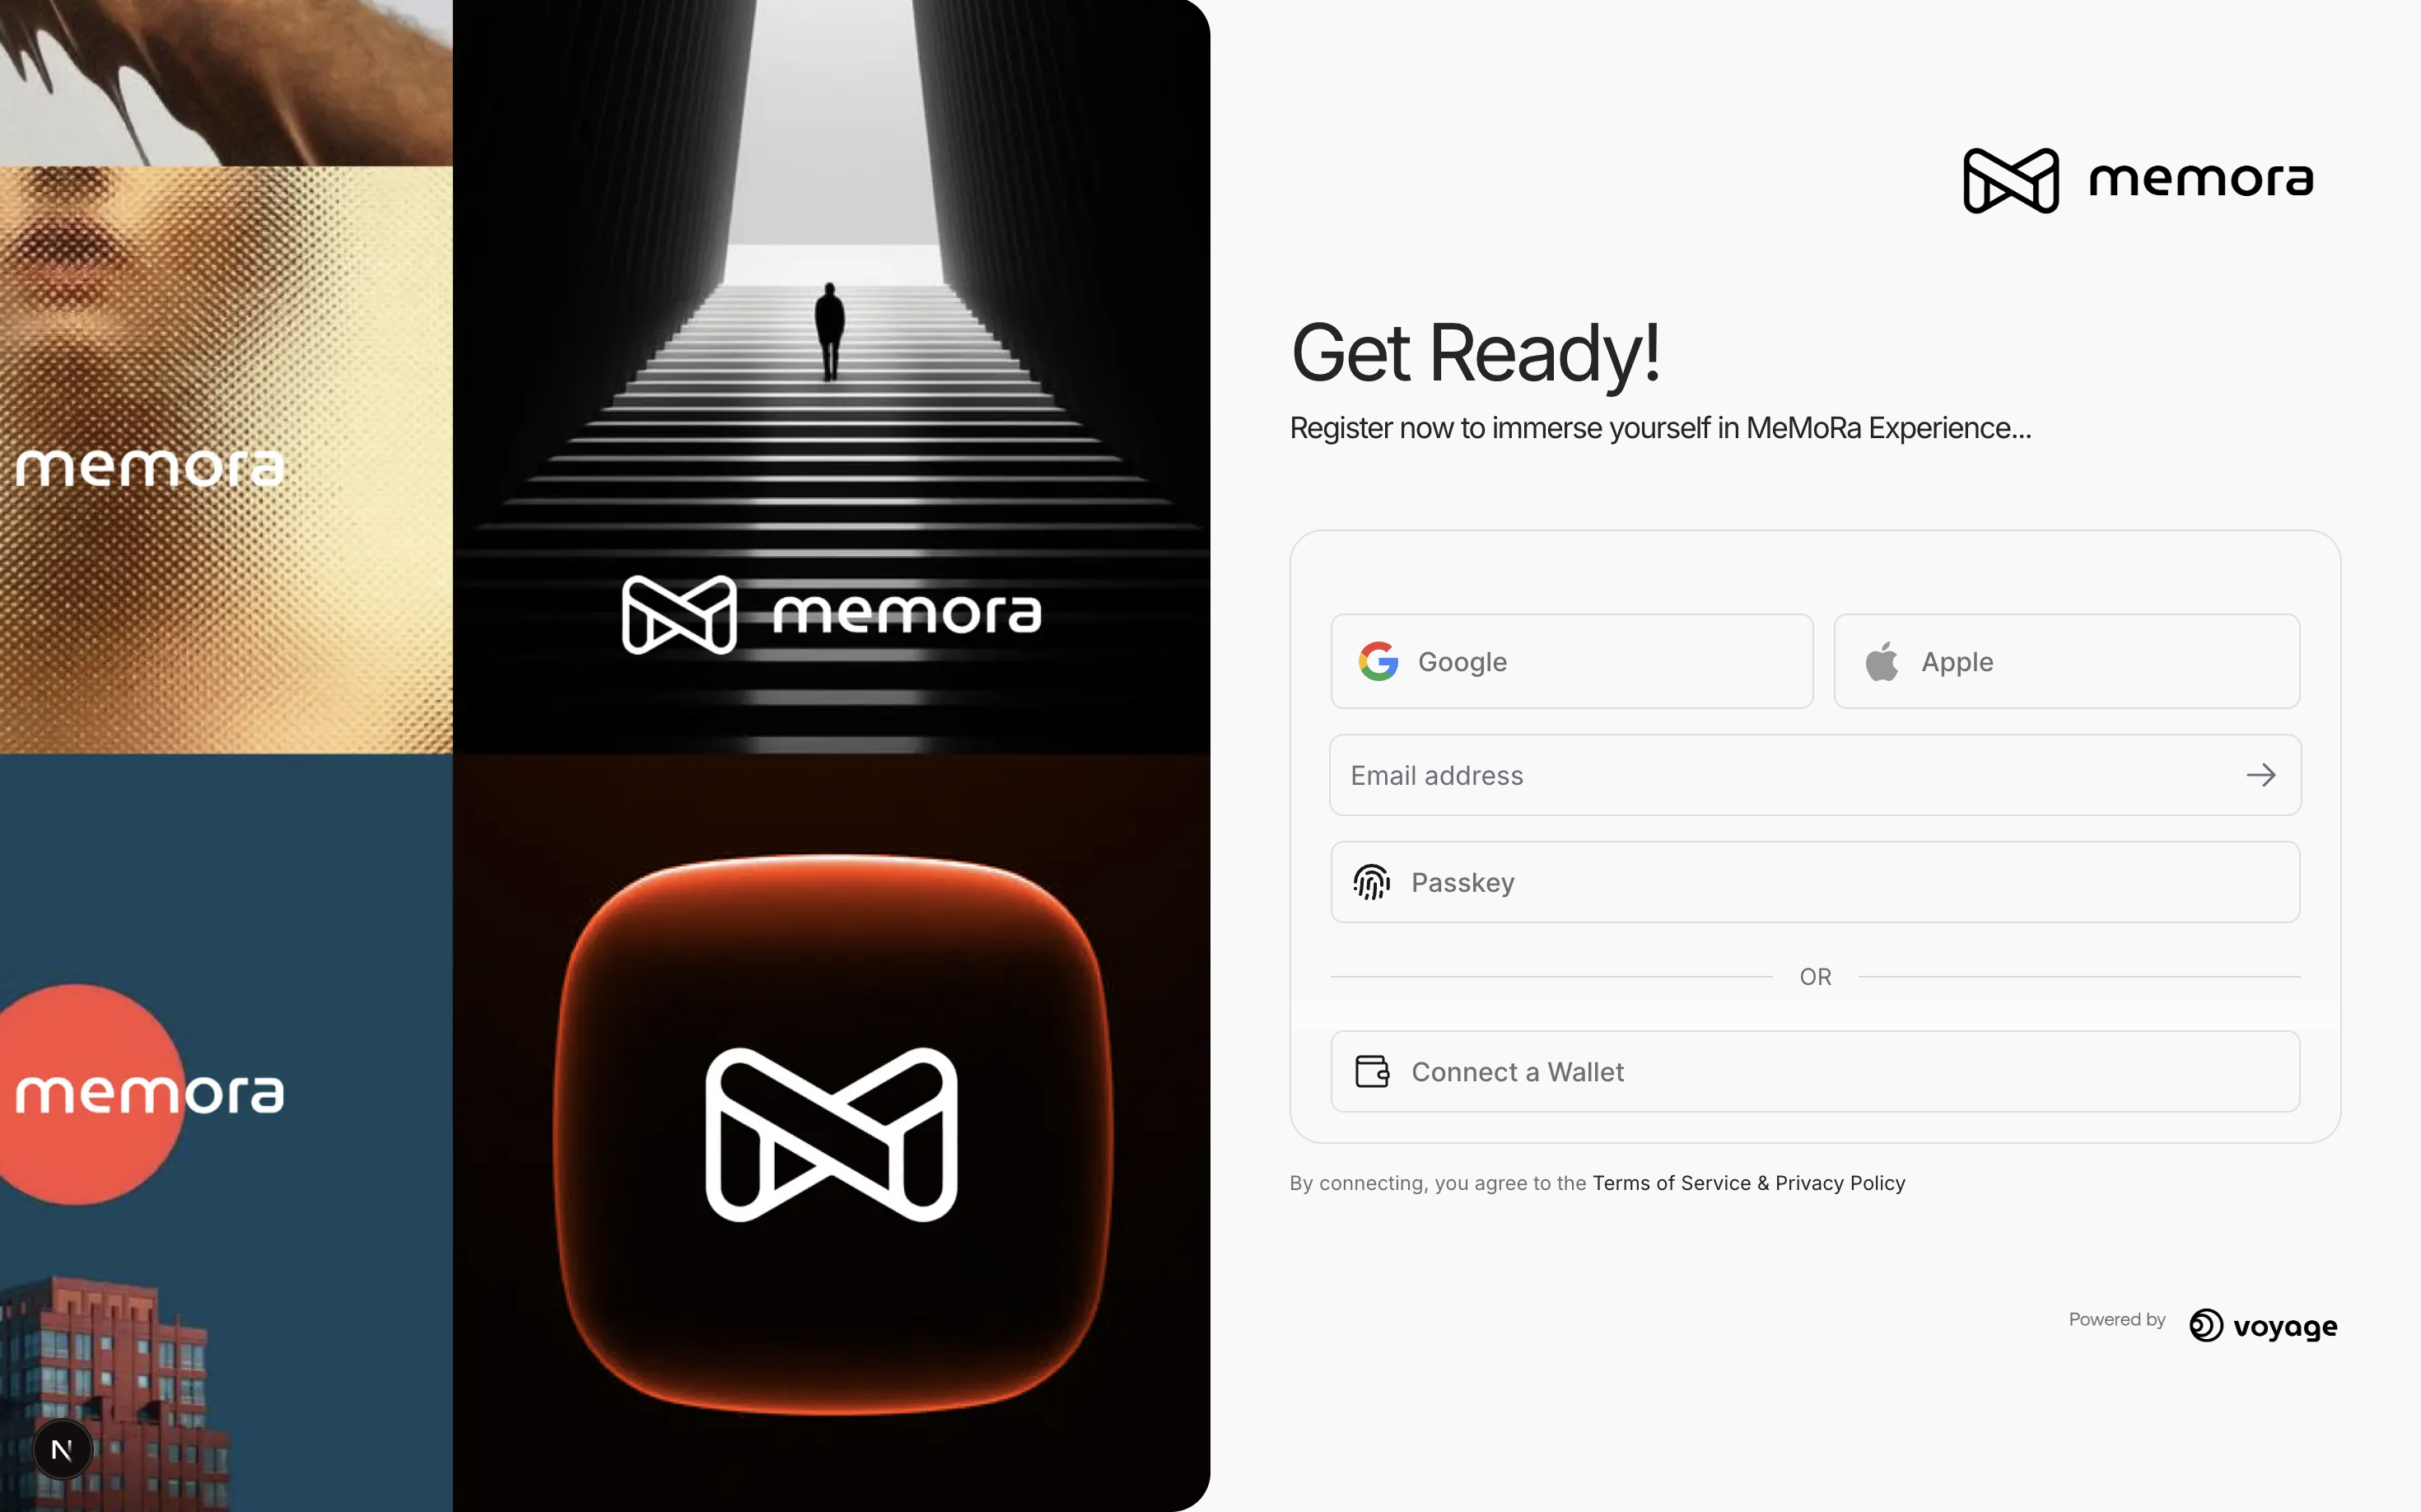 memora
memora
memora
memora
Get Ready!
Register now to immerse yourself in MeMoRa Experience...
Google
Apple
Email address
Passkey
OR
Connect a Wallet
By connecting, you agree to the Terms of Service & Privacy Policy
Powered by voyage
N